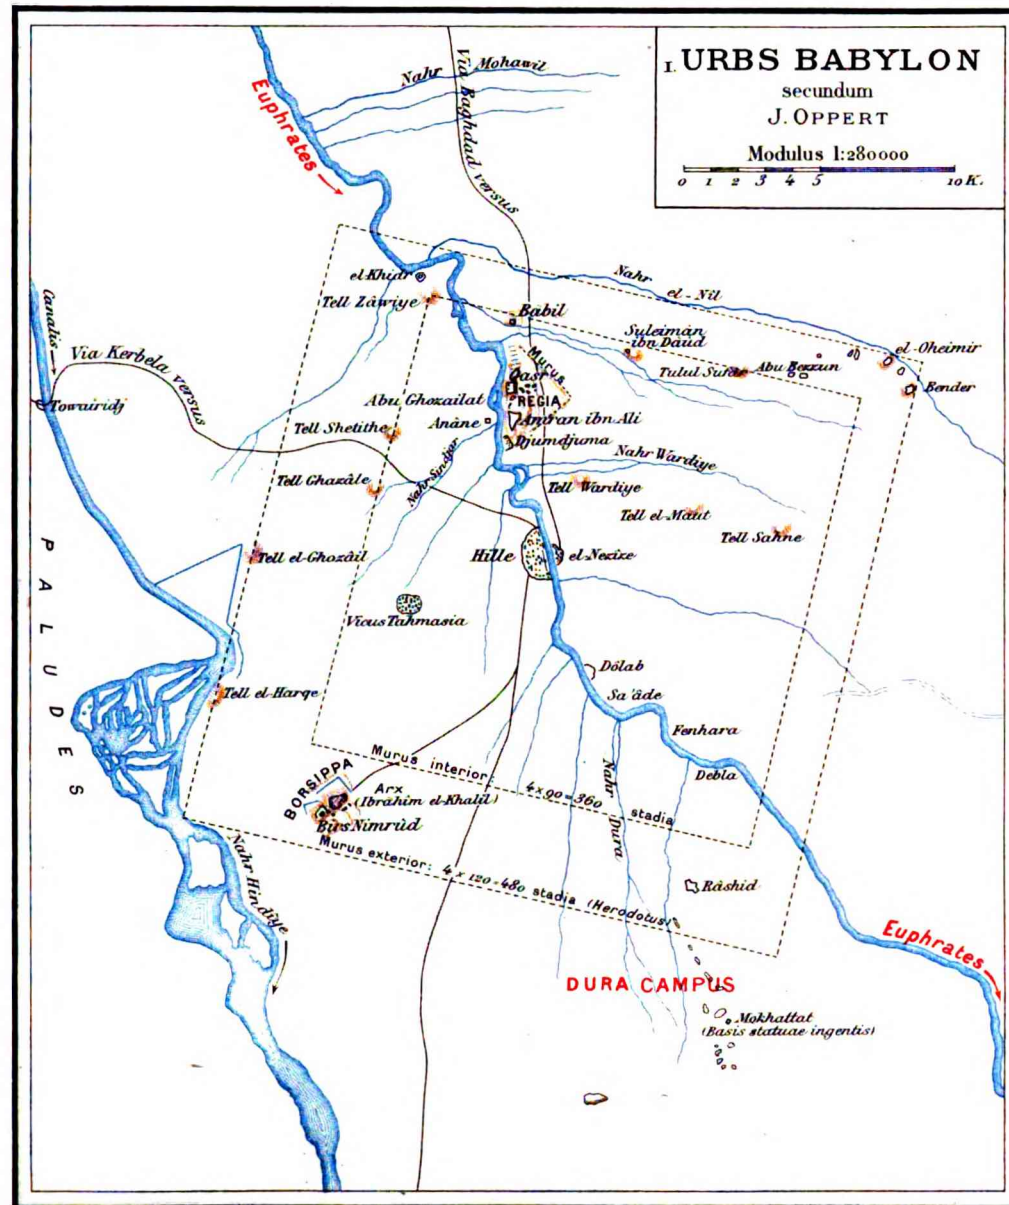 I. URBS BABYLON
secundum
J. OPPERT
Modulus 1:280000
0 1 2 3 4 5 10 K.
Nahr Mohawil
Via Baghdad versus
Euphrates
el-Khidr
Nahr el-Nil
Tell Zâwiye
Bâbil
Suleimân
ibn Daud
el-Oheimir
Canalis
Via Kerbela versus
Murus
Qasr
Tulul Surar
Abu Bezzun
Bender
Towairidj
REGIA
Abu Ghozailat
Anâne
Amran ibn Ali
Djumdjuma
Tell Shetithe
Nahr Sindjar
Nahr Wardiye
Tell Ghazâle
Tell Wardiye
Tell el-Maut
Tell Sahne
PALUDES
Tell el-Ghozâil
Hille
el-Nezize
Vicus Tahmasia
Dôlab
Sa'âde
Tell el-Harqe
Fenhara
Debla
Murus interior: 4 x 90 = 360 stadia
BORSIPPA
Arx
(Ibrahim el-Khalil)
Birs Nimrûd
Nahr Dura
Murus exterior: 4 x 120 = 480 stadia (Herodotus)
Nahr Hindiye
Râshid
Euphrates
DURA CAMPUS
Mokhattat
(Basis statuae ingentis)